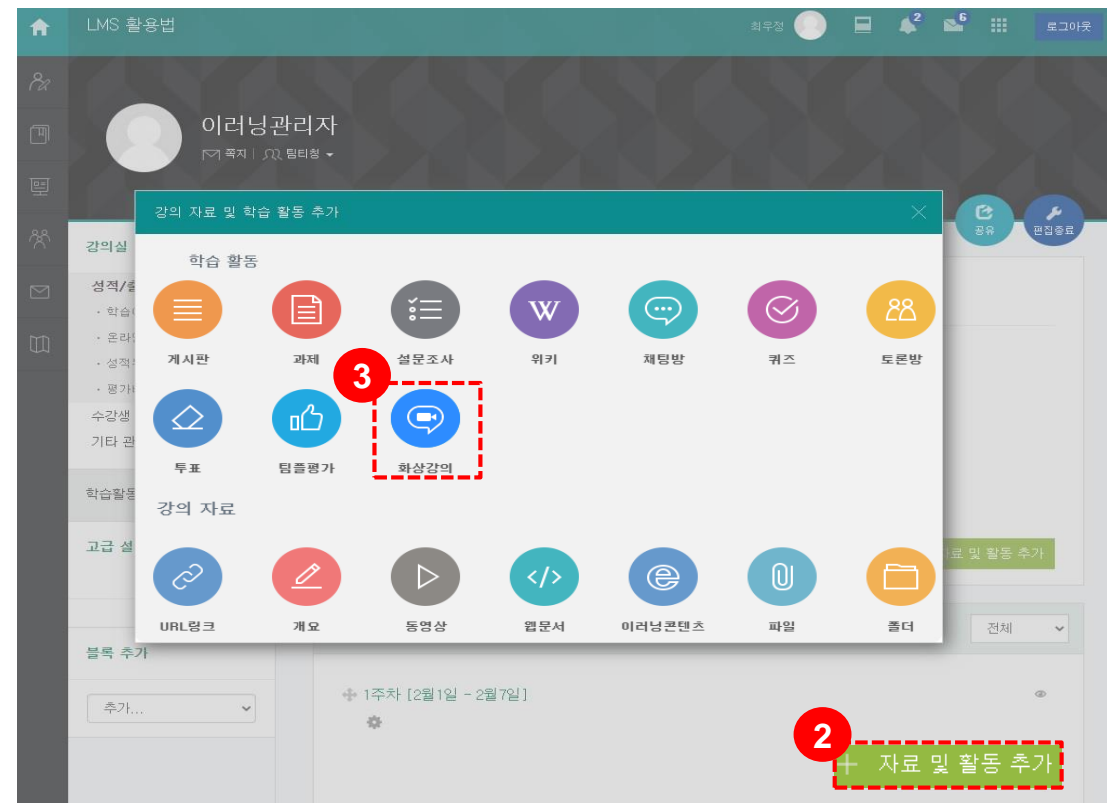 LMS 활용법
최우정
2
6
로그아웃
이러닝관리자
쪽지 | 팀티칭
강의 자료 및 학습 활동 추가
공유
편집종료
강의실
학습 활동
성적/출
게시판
과제
설문조사
위키
채팅방
퀴즈
토론방
3
수강생
기타 관
투표
팀플평가
화상강의
학습활동
강의 자료
고급 설
자료 및 활동 추가
URL링크
개요
동영상
웹문서
이러닝콘텐츠
파일
폴더
전체
블록 추가
1주차 [2월1일 - 2월7일]
추가...
2
+ 자료 및 활동 추가